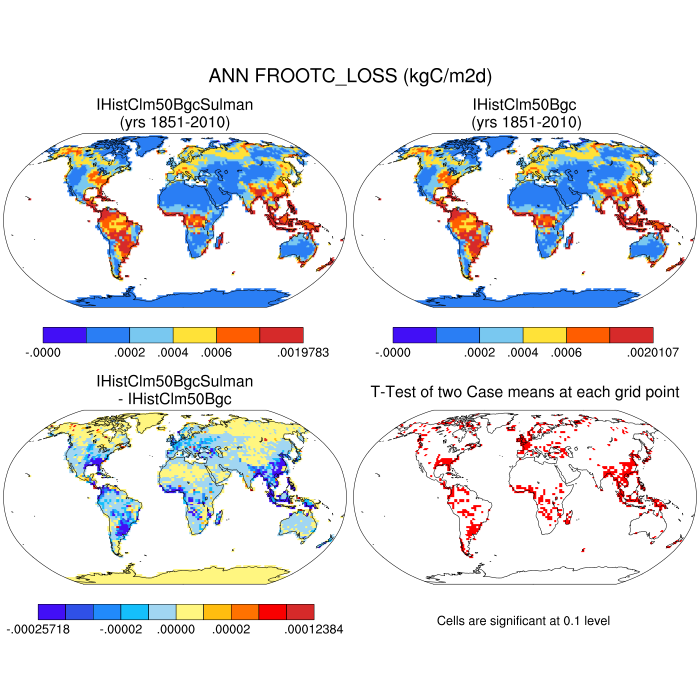 ANN FROOTC_LOSS (kgC/m2d)
IHistClm50BgcSulman
(yrs 1851-2010)
IHistClm50Bgc
(yrs 1851-2010)
-.0000 .0002 .0004 .0006 .0019783
-.0000 .0002 .0004 .0006 .0020107
IHistClm50BgcSulman
- IHistClm50Bgc
T-Test of two Case means at each grid point
-.00025718 -.00002 .00000 .00002 .00012384
Cells are significant at 0.1 level